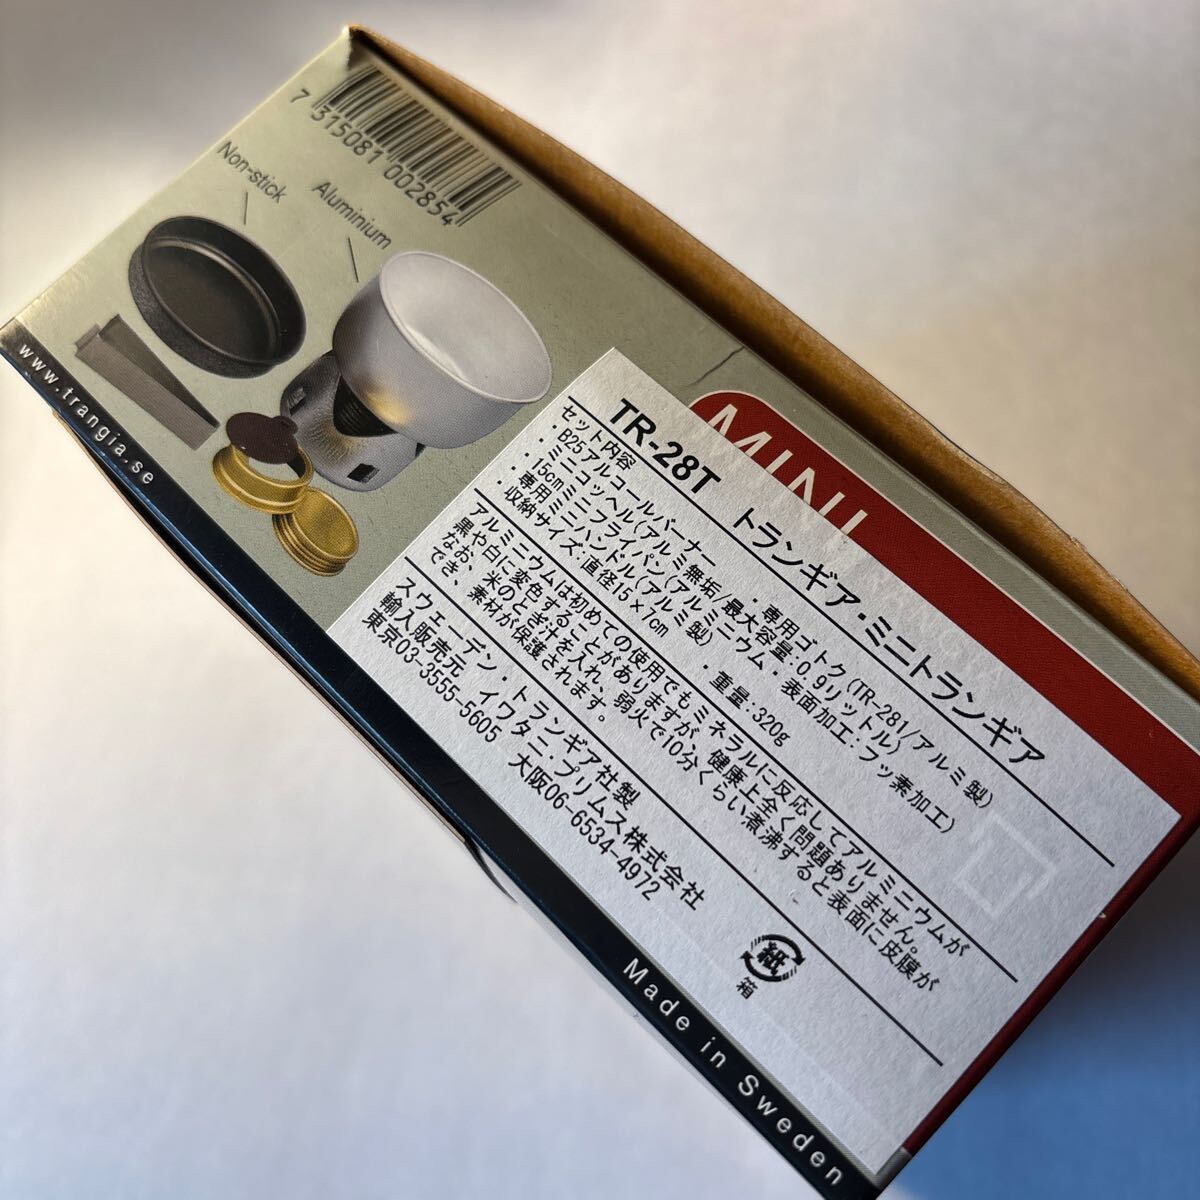 7 315081 002854
Non-stick
Aluminium
www.trangia.se
MINI
TR-28T トランギア・ミニトランギア
セット内容
・B25アルコールバーナー ・専用ゴトク(TR-281/アルミ製)
・ミニコッヘル(アルミ無垢/最大容量:0.9リットル)
・15cmミニフライパン(アルミニウム・表面加工:フッ素加工)
・専用ミニハンドル(アルミ製)
・収納サイズ:直径15×7cm ・重量:320g
アルミニウムは初めての使用でもミネラルに反応してアルミニウムが
黒や白に変色することがありますが、健康上全く問題ありません。
なお、米のとぎ汁を入れ、弱火で10分くらい煮沸すると表面に皮膜が
でき、素材が保護されます。
スウェーデン・トランギア社製
輸入販売元 イワタニ・プリムス株式会社
東京03-3555-5605 大阪06-6534-4972
紙
箱
Made in Sweden